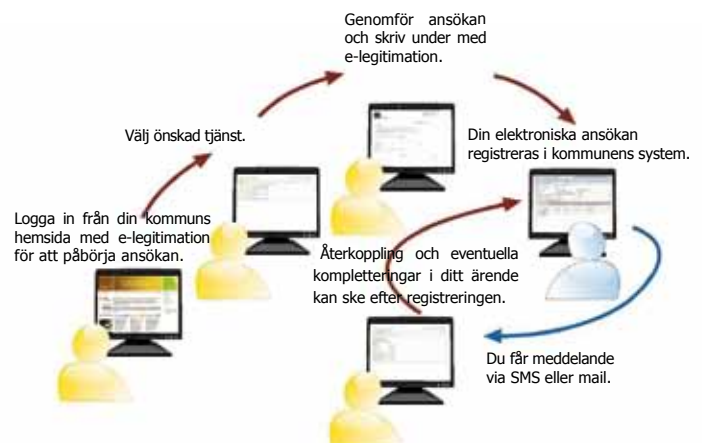 Genomför ansökan
och skriv under med
e-legitimation.
Välj önskad tjänst.
Din elektroniska ansökan
registreras i kommunens system.
Logga in från din kommuns
hemsida med e-legitimation
för att påbörja ansökan.
Återkoppling och eventuella
kompletteringar i ditt ärende
kan ske efter registreringen.
Du får meddelande
via SMS eller mail.